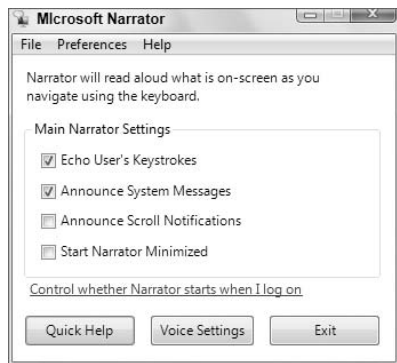 MIcrosoft Narrator
File Preferences Help
Narrator will read aloud what is on-screen as you
navigate using the keyboard.
Main Narrator Settings
Echo User's Keystrokes
Announce System Messages
Announce Scroll Notifications
Start Narrator Minimized
Control whether Narrator starts when I log on
Quick Help Voice Settings Exit